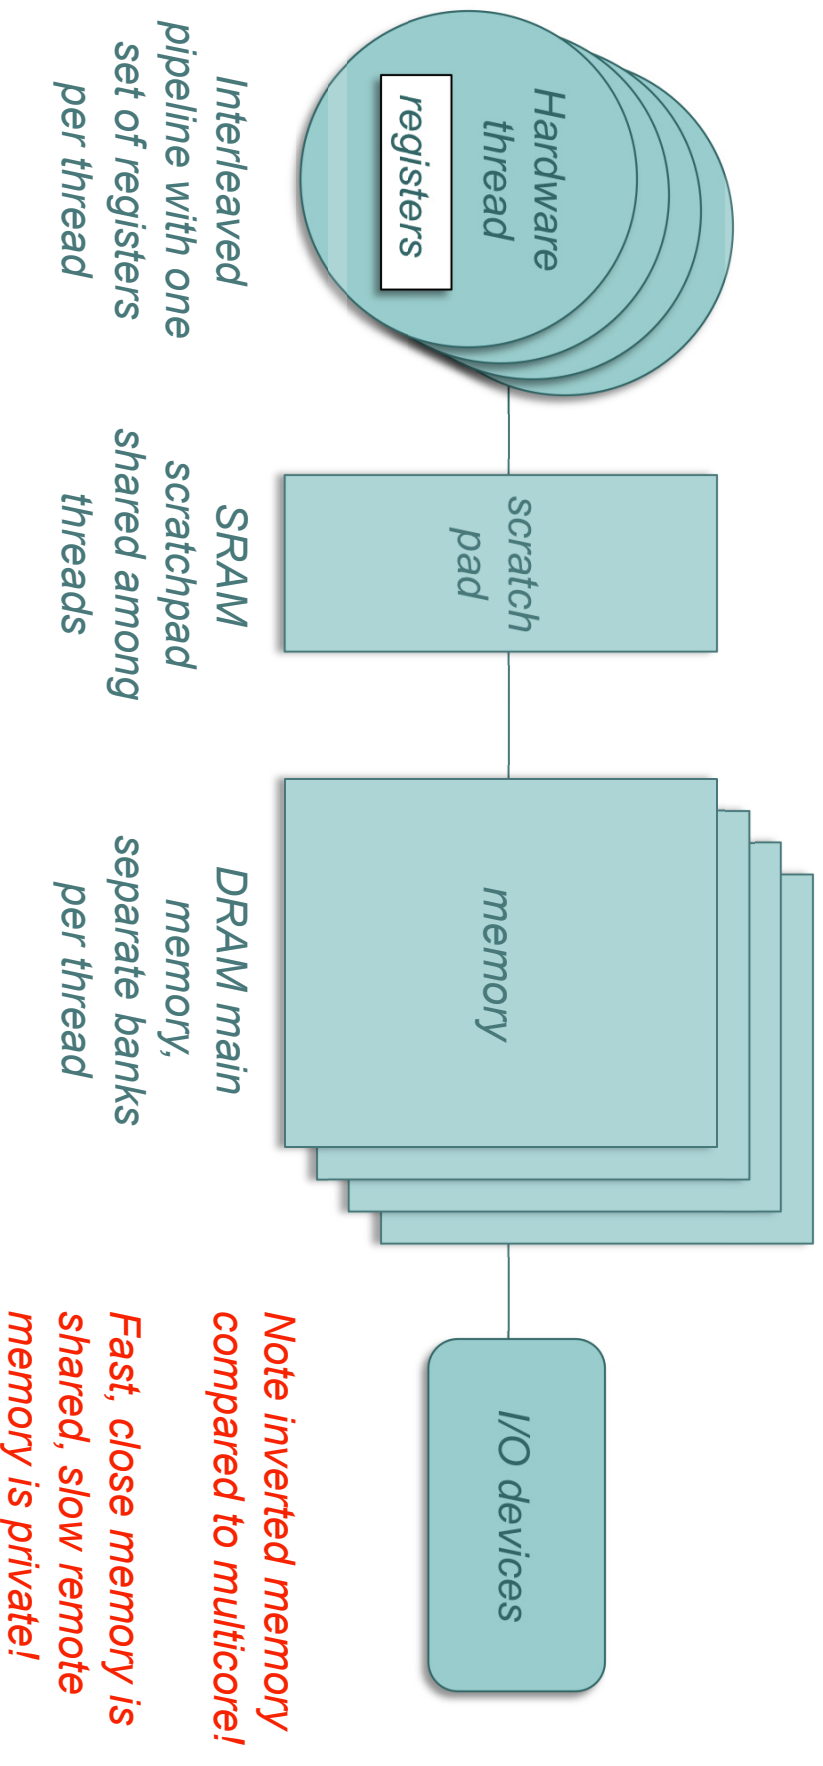 Hardware
thread
registers
scratch
pad
memory
I/O devices
Interleaved
pipeline with one
set of registers
per thread
SRAM
scratchpad
shared among
threads
DRAM main
memory,
separate banks
per thread
Note inverted memory
compared to multicore!
Fast, close memory is
shared, slow remote
memory is private!